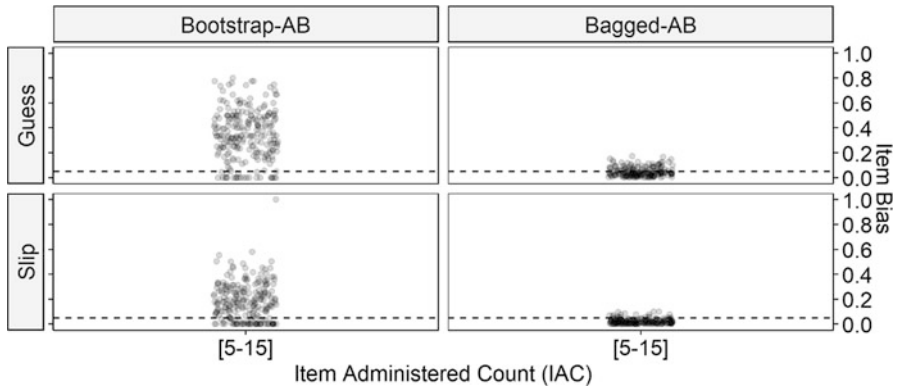 Bootstrap-AB
Bagged-AB
Guess
1.0
0.8
0.6
0.4
0.2
0.0
Slip
1.0
0.8
0.6
0.4
0.2
0.0
Item Bias
[5-15]
[5-15]
Item Administered Count (IAC)